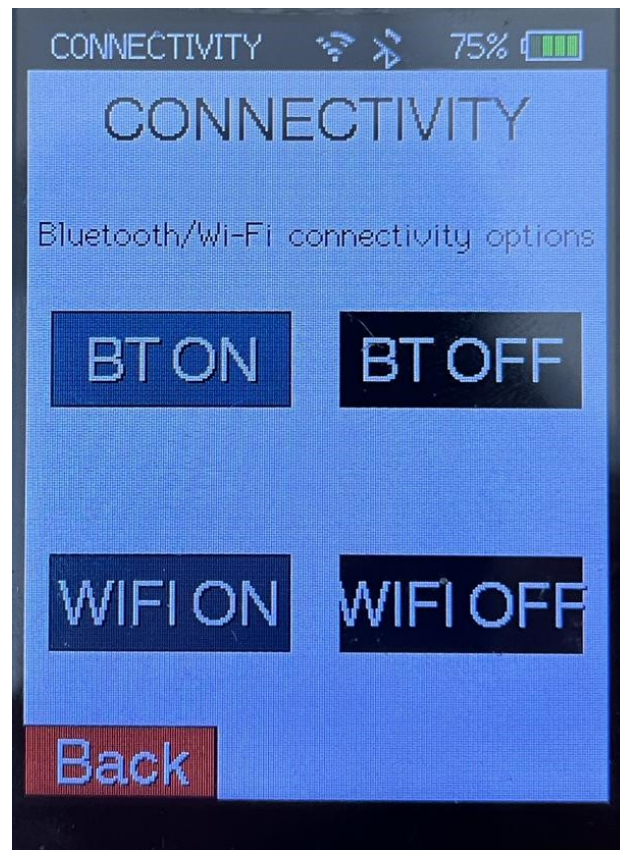 CONNECTIVITY 75%
CONNECTIVITY
Bluetooth/Wi-Fi connectivity options
BT ON BT OFF
WIFI ON WIFI OFF
Back